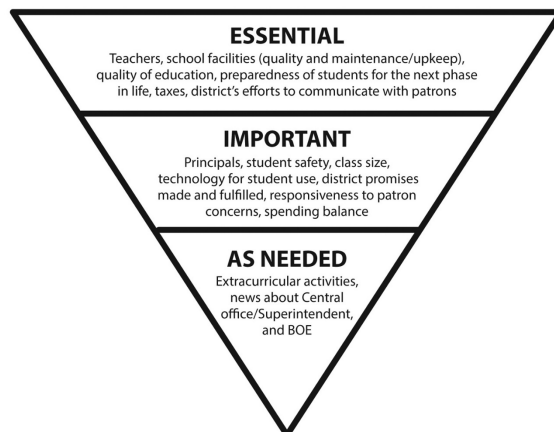 ESSENTIAL
Teachers, school facilities (quality and maintenance/upkeep),
quality of education, preparedness of students for the next phase
in life, taxes, district’s efforts to communicate with patrons
IMPORTANT
Principals, student safety, class size,
technology for student use, district promises
made and fulfilled, responsiveness to patron
concerns, spending balance
AS NEEDED
Extracurricular activities,
news about Central
office/Superintendent,
and BOE